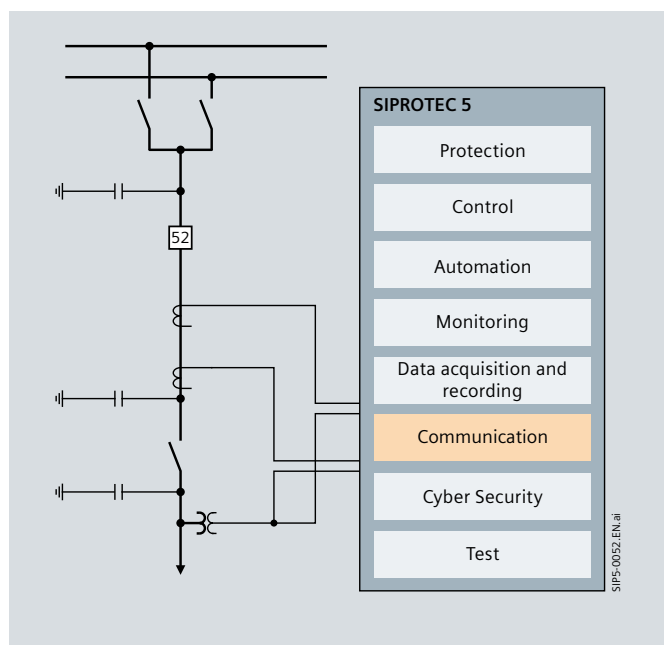 SIPROTEC 5
Protection
Control
52
Automation
Monitoring
Data acquisition and
recording
Communication
Cyber Security
Test
SIP5-0052.EN.ai